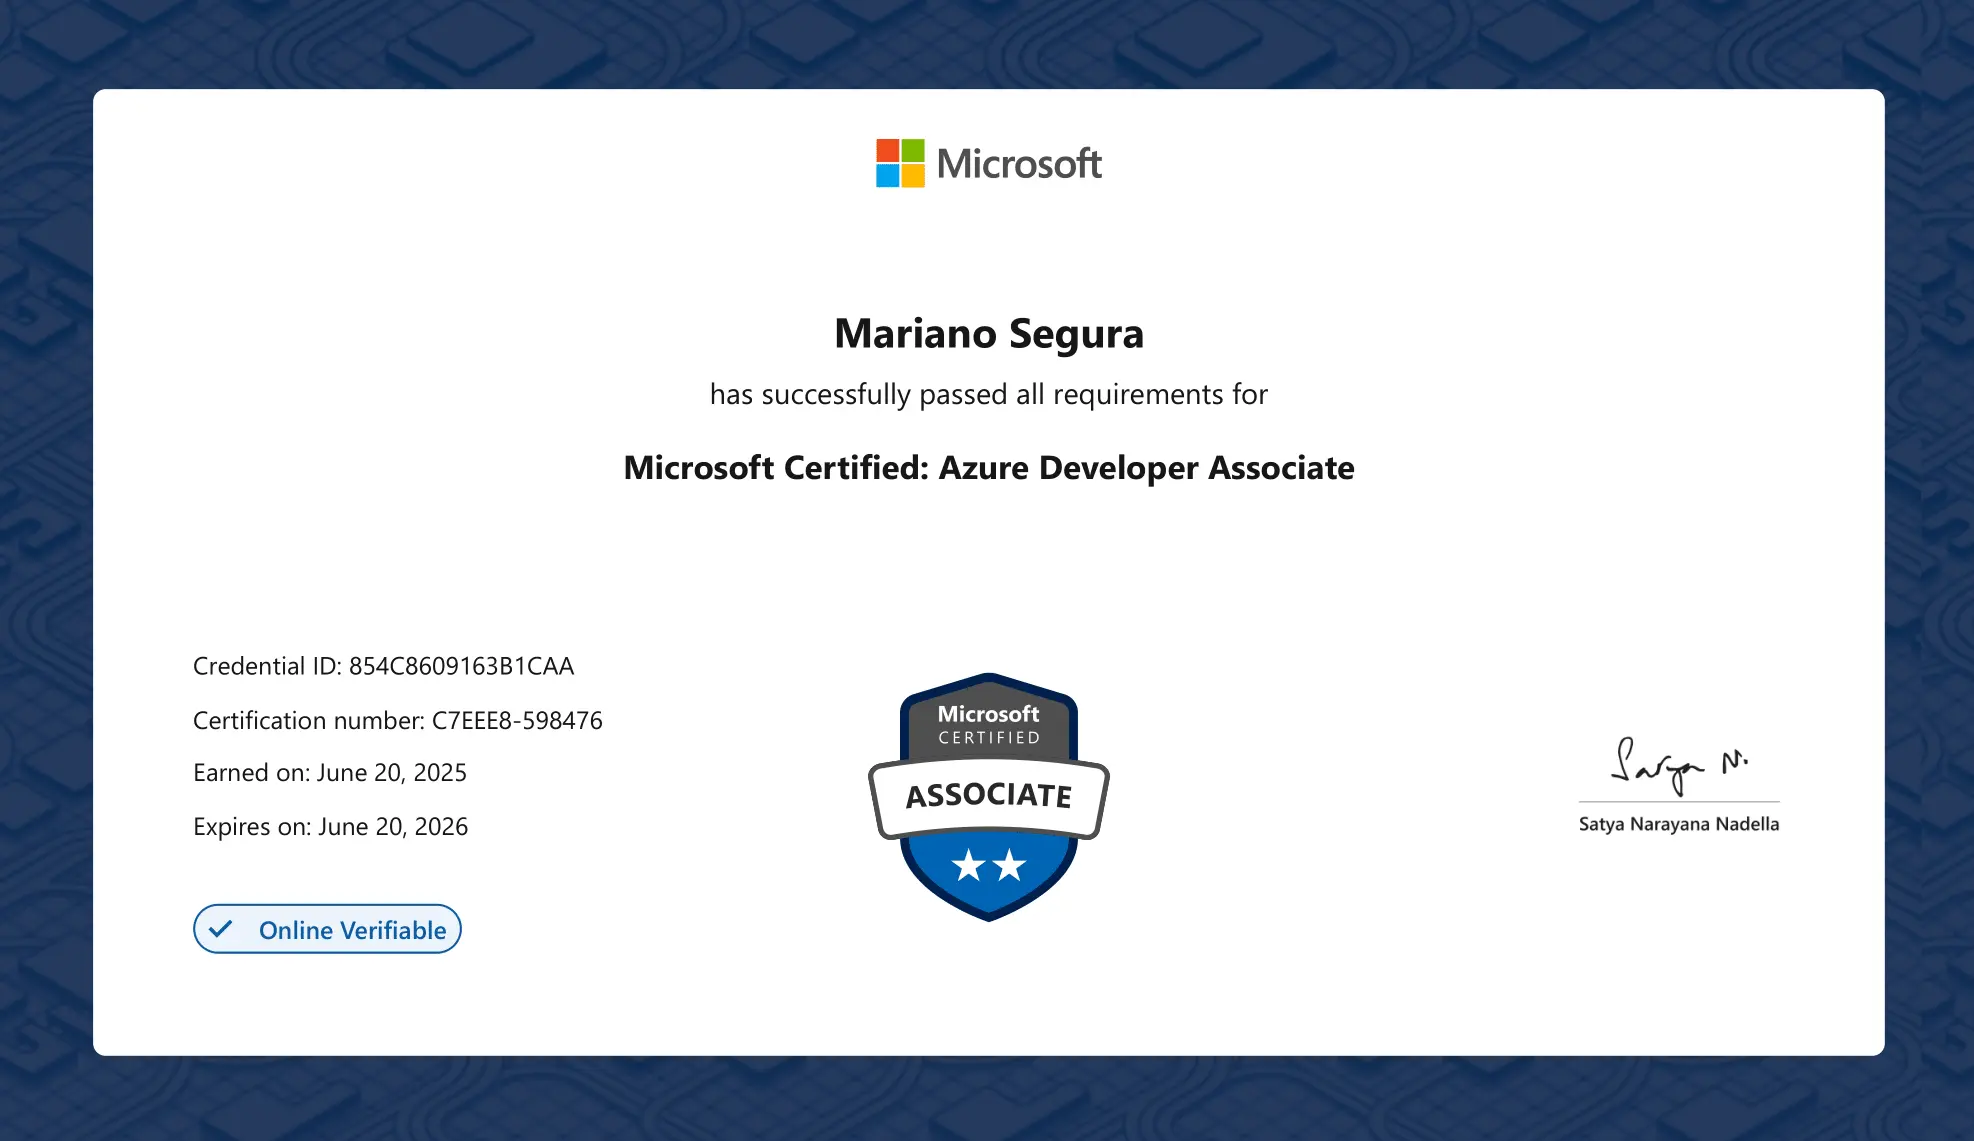 Microsoft
Mariano Segura
has successfully passed all requirements for
Microsoft Certified: Azure Developer Associate
Credential ID: 854C8609163B1CAA
Certification number: C7EEE8-598476
Earned on: June 20, 2025
Expires on: June 20, 2026
Online Verifiable
Microsoft
CERTIFIED
ASSOCIATE
Satya N.
Satya Narayana Nadella